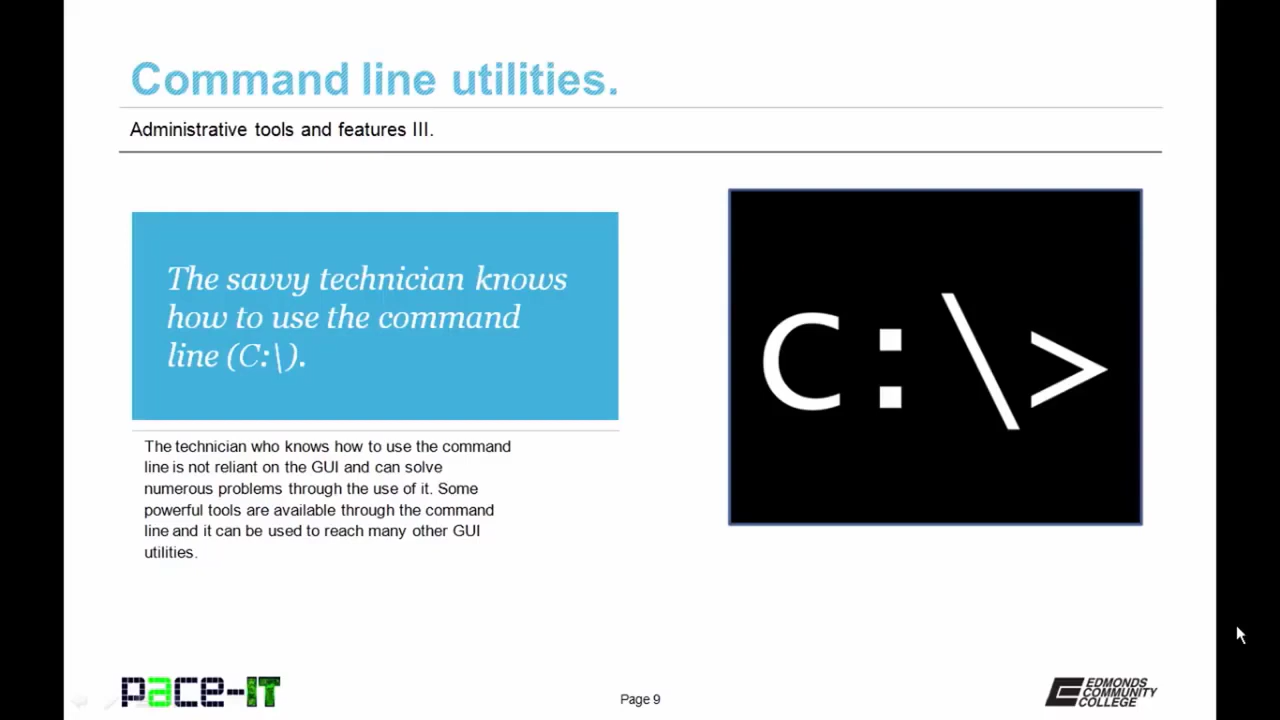 Command line utilities.
Administrative tools and features III.
The savvy technician knows
how to use the command
line (C:\).
The technician who knows how to use the command
line is not reliant on the GUI and can solve
numerous problems through the use of it. Some
powerful tools are available through the command
line and it can be used to reach many other GUI
utilities.
C:\>
pace-IT
Page 9
EDMONDS
COMMUNITY
COLLEGE